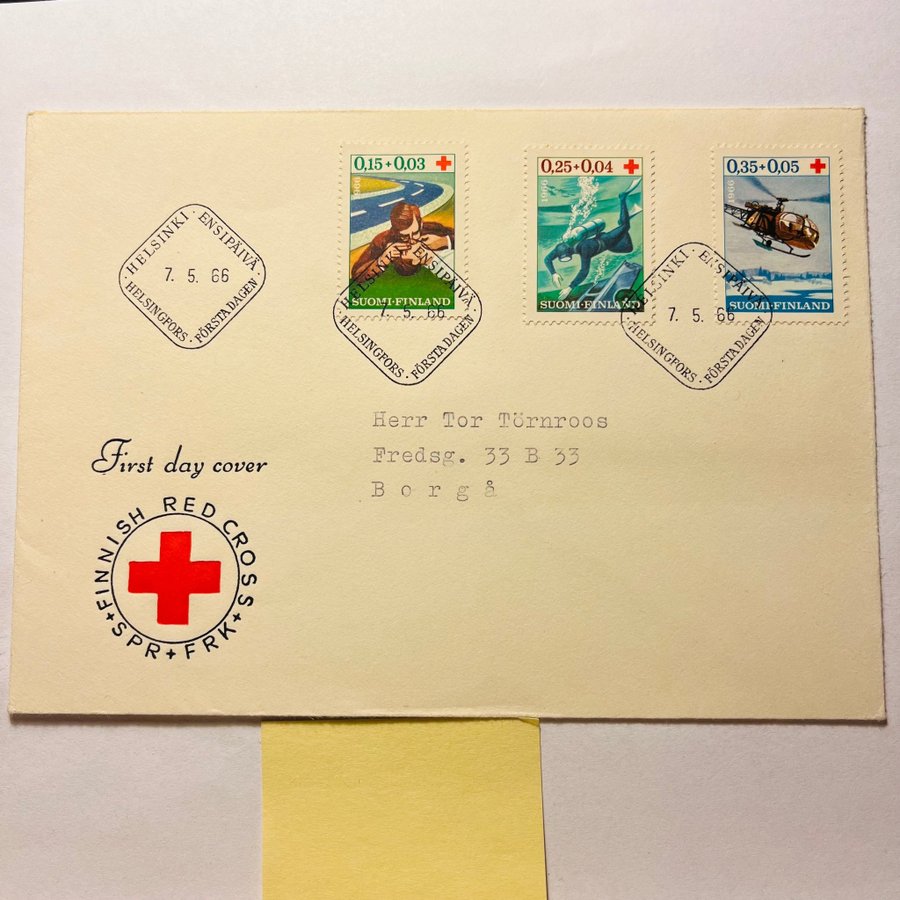 0,15+0,03
1966
SUOMI-FINLAND
0,25+0,04
1966
SUOMI-FINLAND
0,35+0,05
1966
SUOMI-FINLAND
HELSINKI · ENSIPÄIVÄ
7. 5. 66
HELSINGFORS · FÖRSTA DAGEN
HELSINKI · ENSIPÄIVÄ
7. 5. 66
HELSINGFORS · FÖRSTA DAGEN
HELSINKI · ENSIPÄIVÄ
7. 5. 66
HELSINGFORS · FÖRSTA DAGEN
Herr Tor Törnroos
Fredsg. 33 B 33
Borgå
First day cover
FINNISH RED CROSS
SPR + FRK